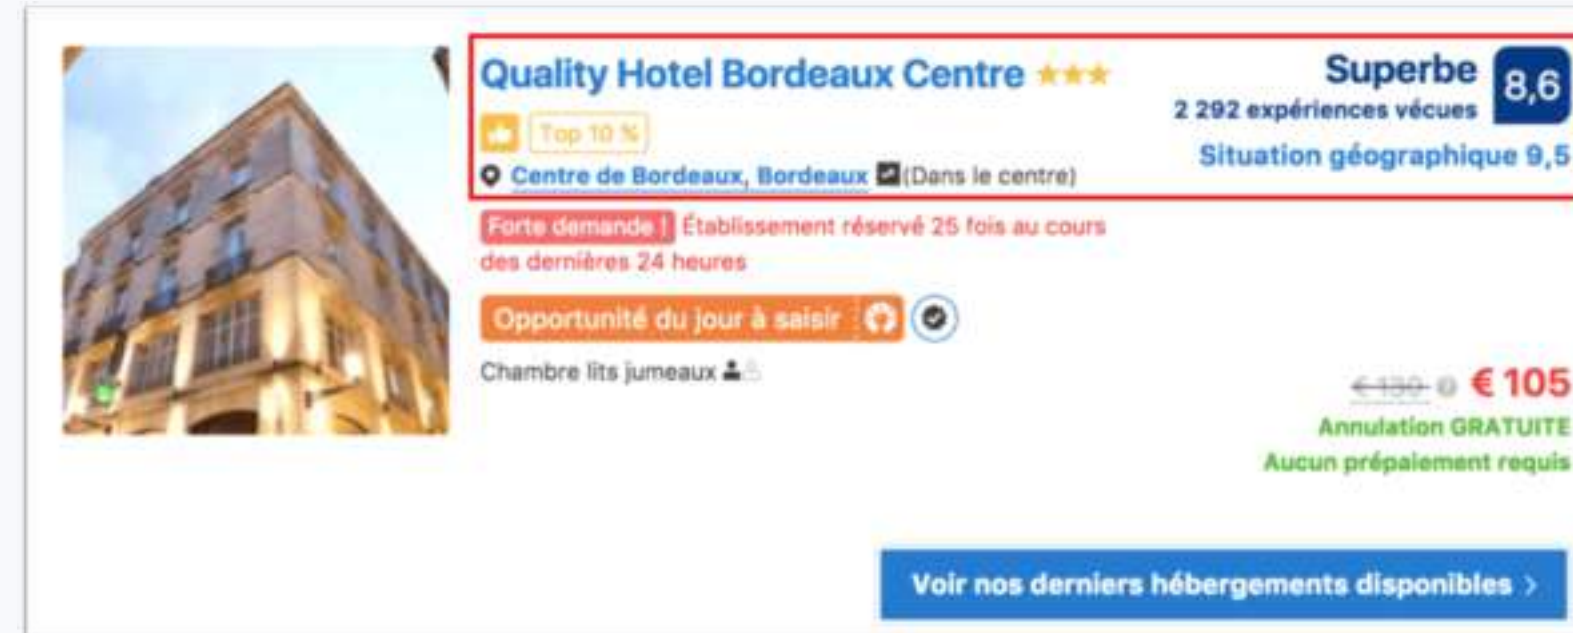 Quality Hotel Bordeaux Centre
Superbe
8,6
2 292 expériences vécues
Top 10 %
Situation géographique 9,5
Centre de Bordeaux, Bordeaux (Dans le centre)
Forte demande ! Établissement réservé 25 fois au cours
des dernières 24 heures
Opportunité du jour à saisir
Chambre lits jumeaux
€ 130 € 105
Annulation GRATUITE
Aucun prépaiement requis
Voir nos derniers hébergements disponibles